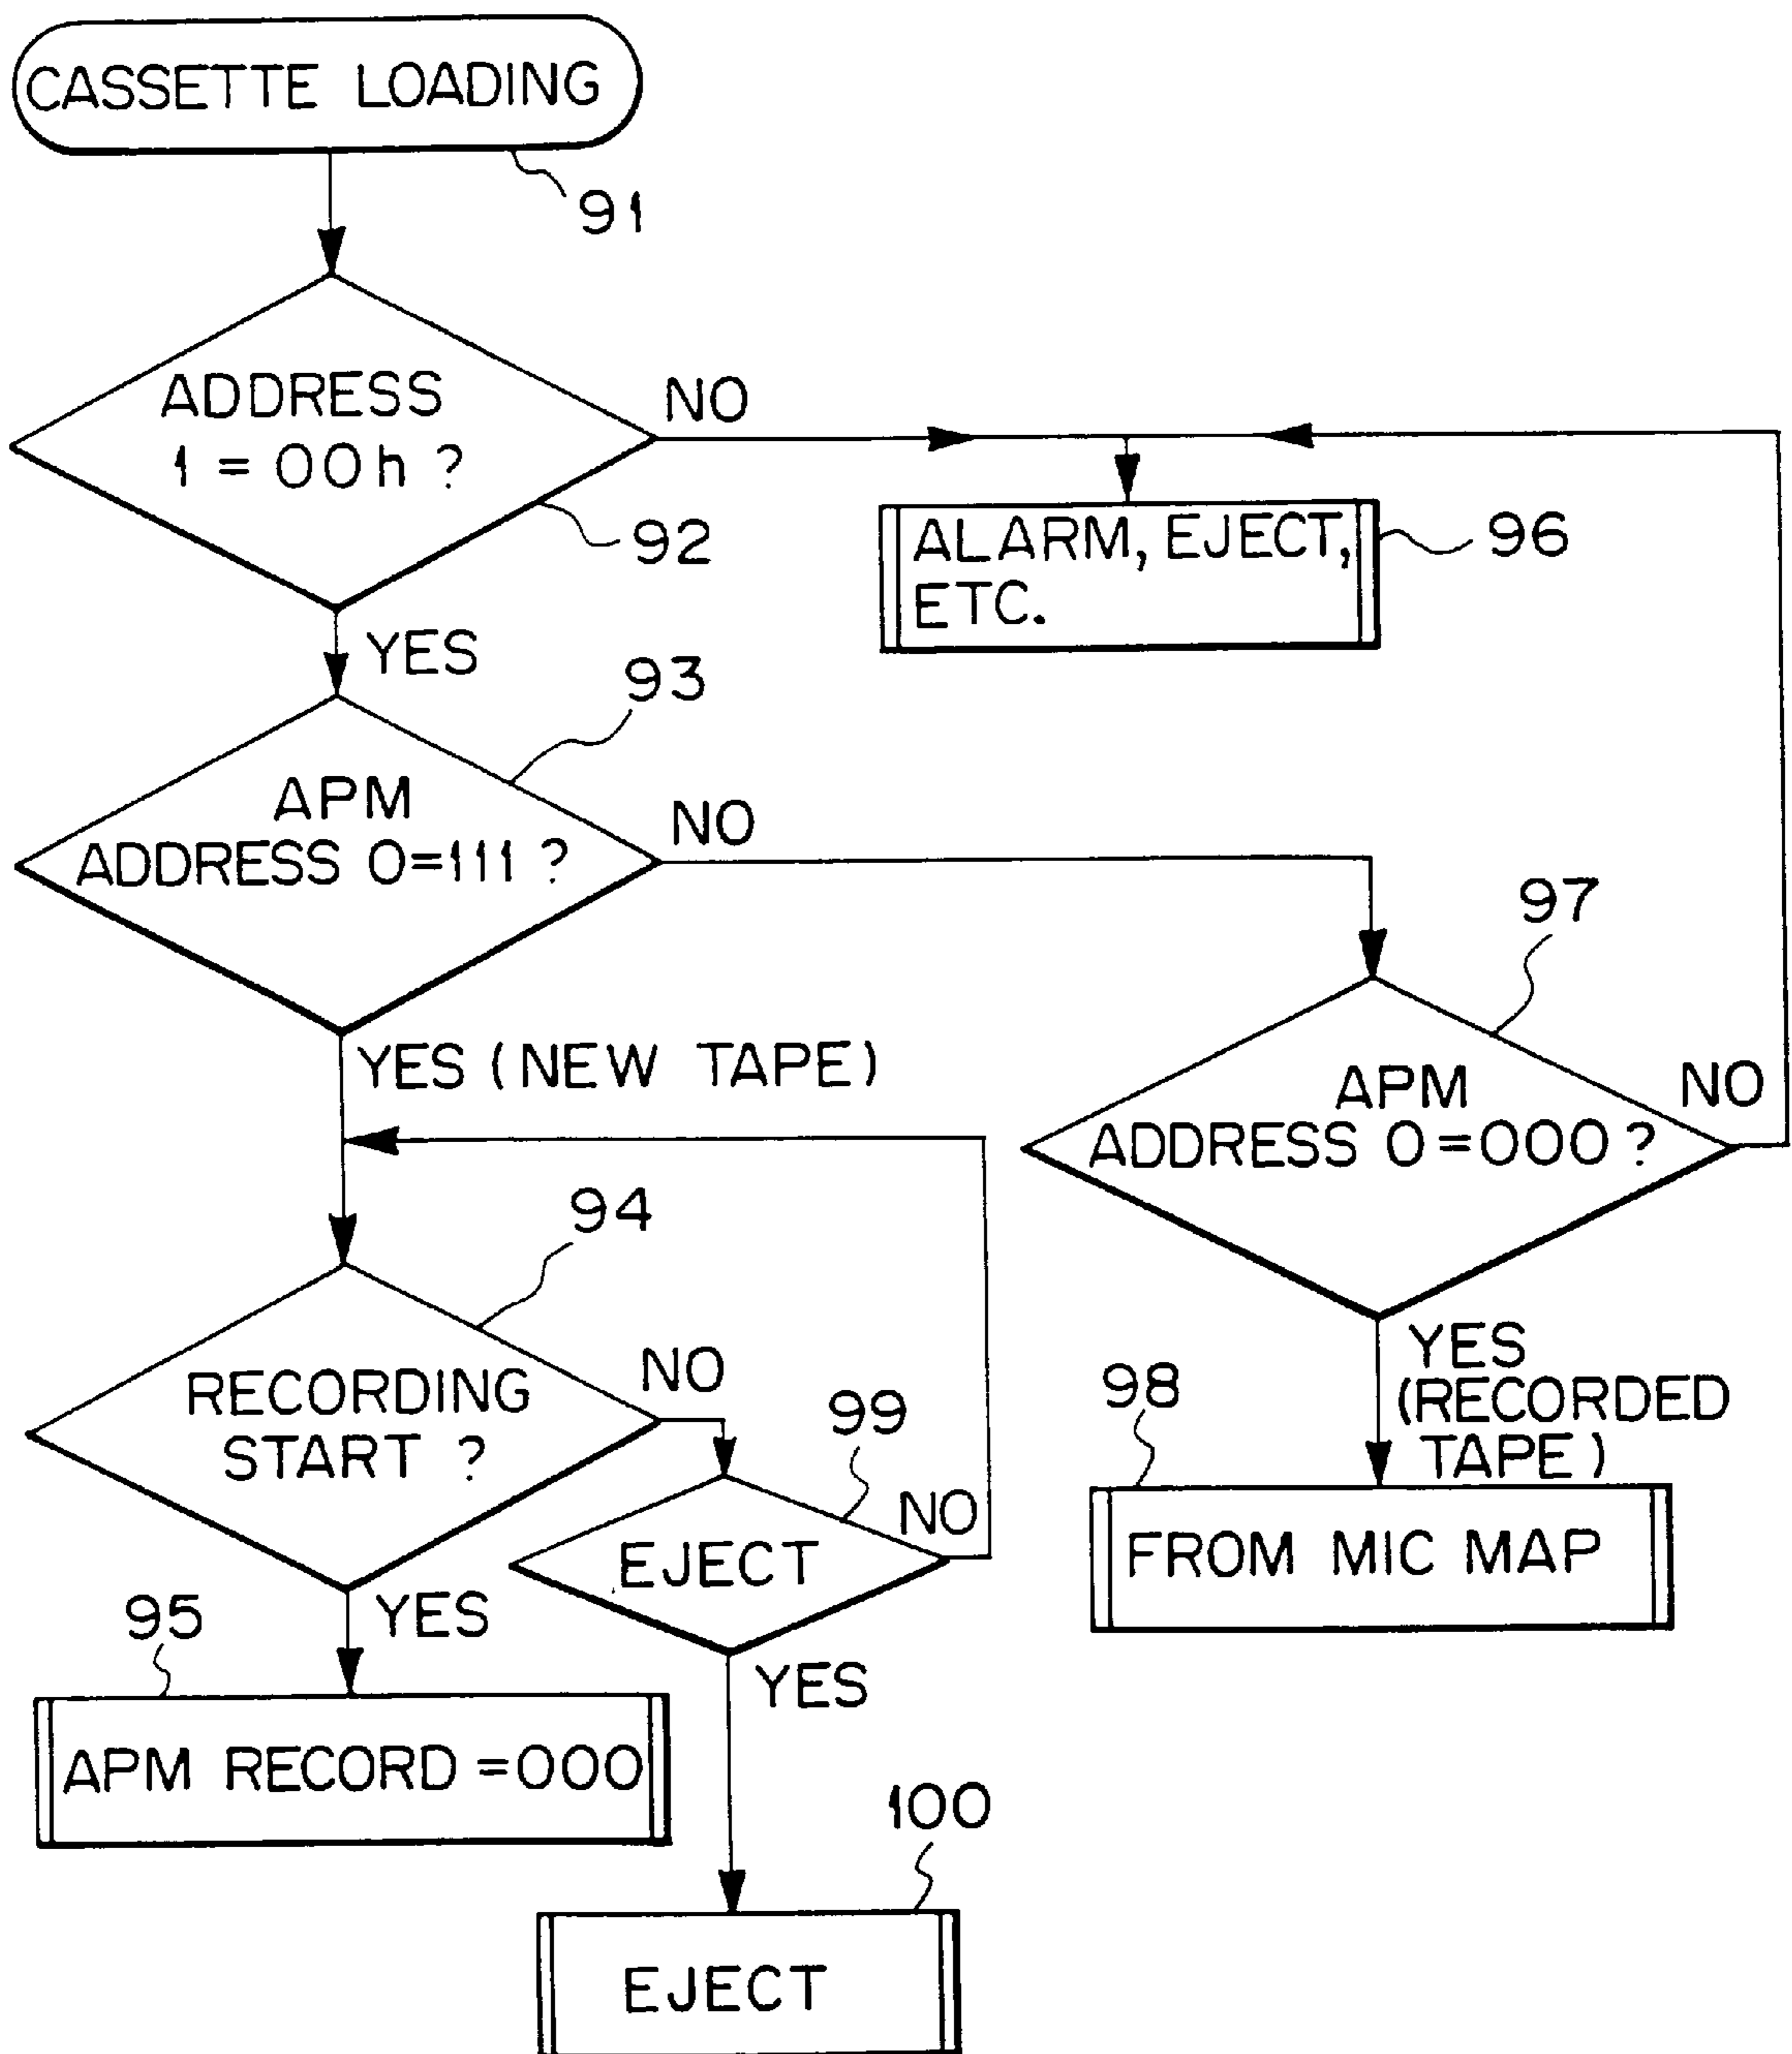 CASSETTE LOADING
91
ADDRESS
1 = 00h ?
NO
92
ALARM, EJECT,
ETC.
96
YES
93
APM
ADDRESS 0=111 ?
NO
97
YES (NEW TAPE)
APM
ADDRESS 0=000 ?
NO
94
RECORDING
START ?
NO
99
YES
(RECORDED
TAPE)
98
EJECT
NO
FROM MIC MAP
95
YES
YES
APM RECORD =000
100
EJECT